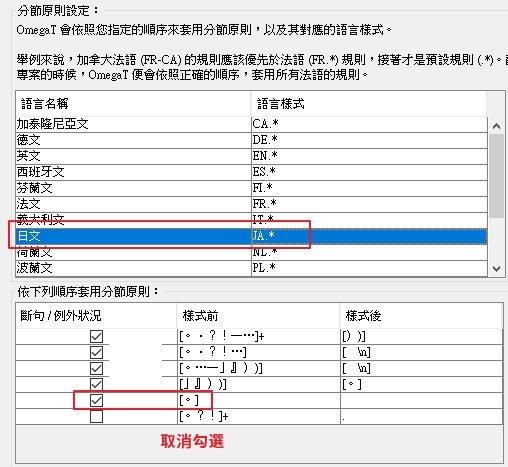 分節原則設定：
OmegaT 會依照您指定的順序來套用分節原則，以及其對應的語言樣式。
舉例來說，加拿大法語 (FR-CA) 的規則應該優先於法語 (FR.*) 規則，接著才是預設規則 (.*)。
專案的時候，OmegaT 便會依照正確的順序，套用所有法語的規則。
語言名稱 語言樣式
加泰隆尼亞文 CA.*
德文 DE.*
英文 EN.*
西班牙文 ES.*
芬蘭文 FI.*
法文 FR.*
義大利文 IT.*
日文 JA.*
荷蘭文 NL.*
波蘭文 PL.*
依下列順序套用分節原則：
斷句 / 例外狀況 樣式前 樣式後
[。．？！—…]+ [）)]
[。．？！…] [　\n]
[。…—」』）)] [　\n]
[」』）)] [。]
[。]
[。？！]+ .
取消勾選